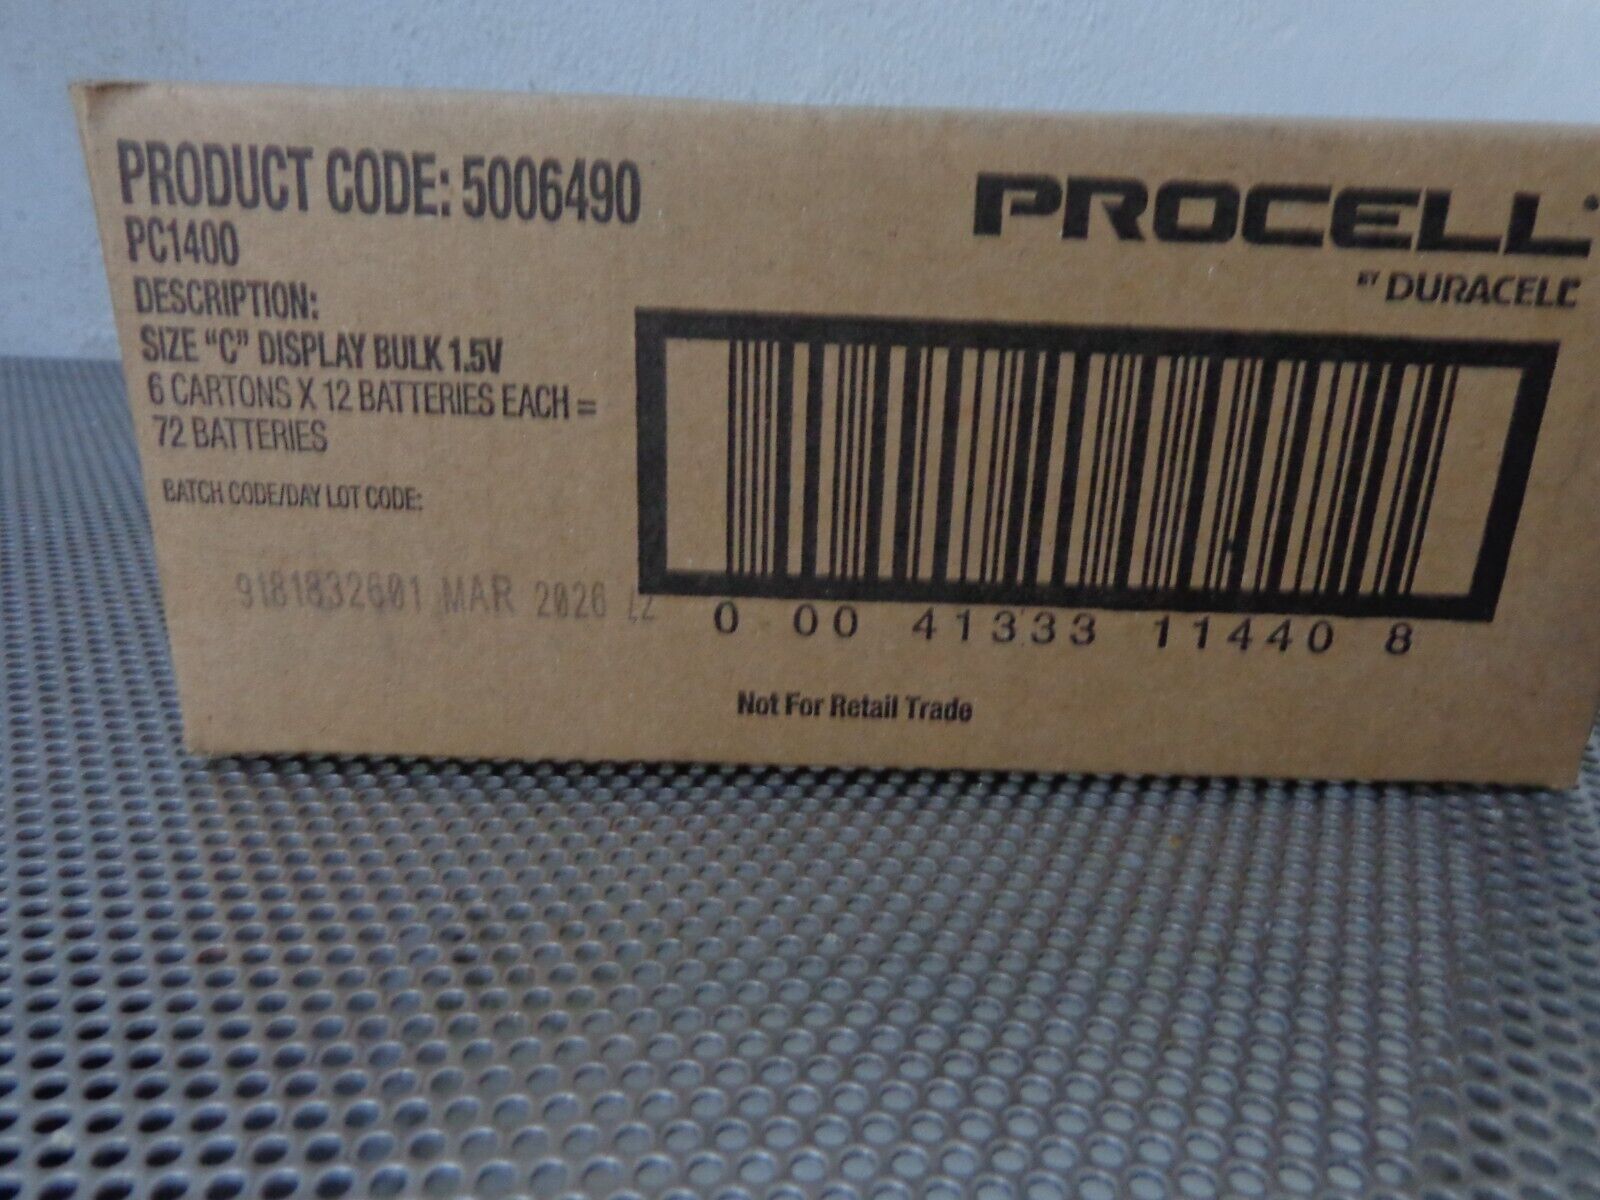 PRODUCT CODE: 5006490
PC1400
DESCRIPTION:
SIZE "C" DISPLAY BULK 1.5V
6 CARTONS X 12 BATTERIES EACH =
72 BATTERIES
BATCH CODE/DAY LOT CODE:
9181832601 MAR 2026
PROCELL
BY DURACELL
0 00 41333 11440 8
Not For Retail Trade